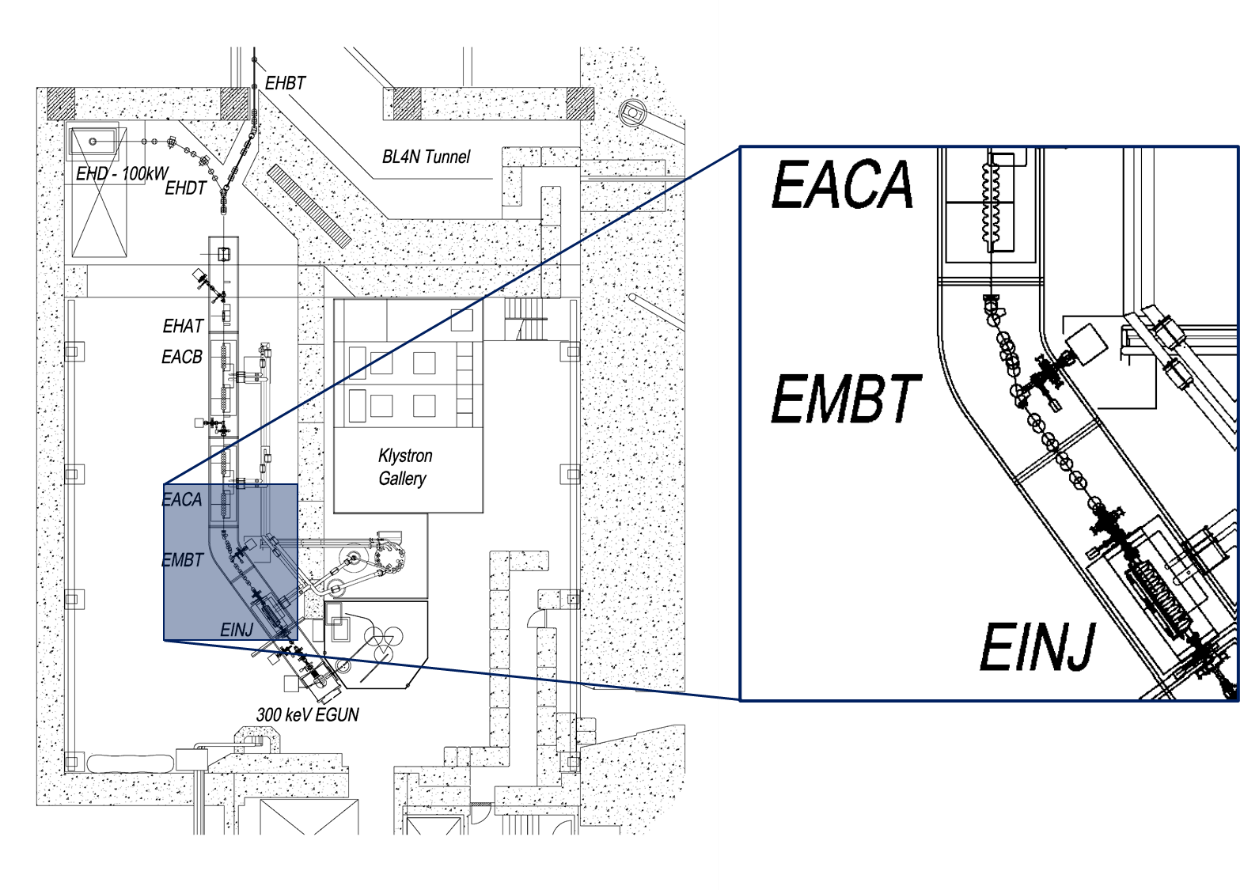 EHBT
BL4N Tunnel
EHD - 100kW
EHDT
EHAT
EACB
Klystron
Gallery
EACA
EMBT
EINJ
300 keV EGUN
EACA
EMBT
EINJ